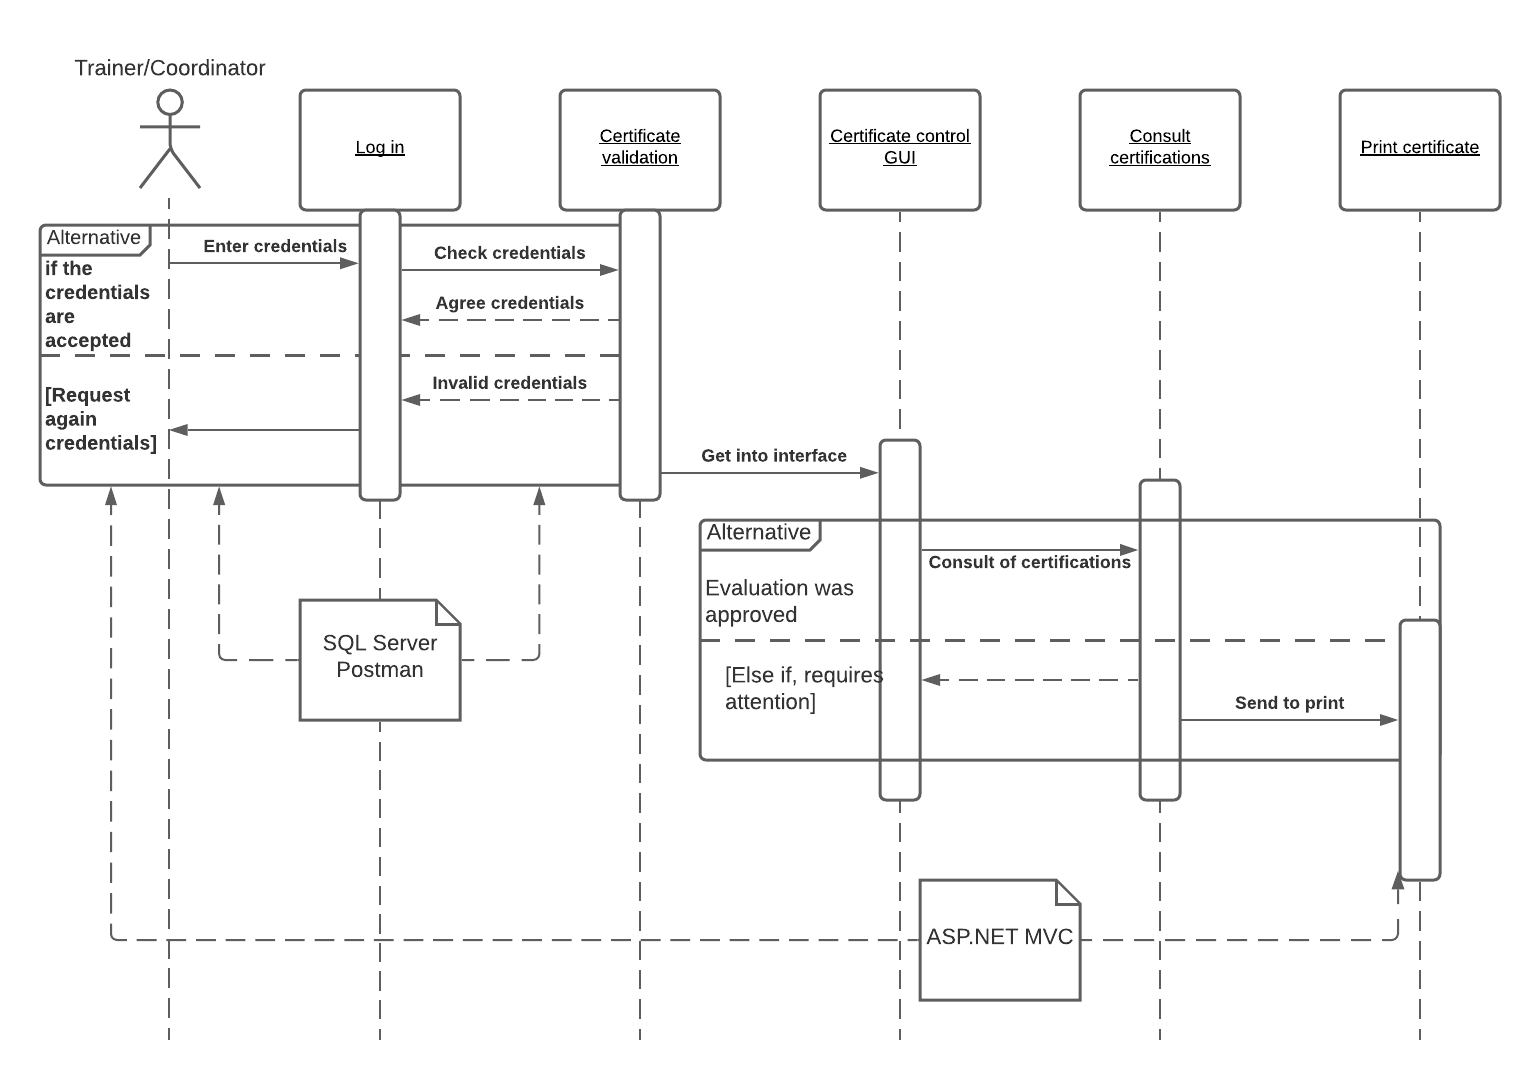 Trainer/Coordinator
Log in
Certificate
validation
Certificate control
GUI
Consult
certifications
Print certificate
Alternative
if the
credentials
are
accepted
Enter credentials
Check credentials
Agree credentials
Invalid credentials
[Request
again
credentials]
Get into interface
Alternative
Consult of certifications
Evaluation was
approved
[Else if, requires
attention]
Send to print
SQL Server
Postman
ASP.NET MVC